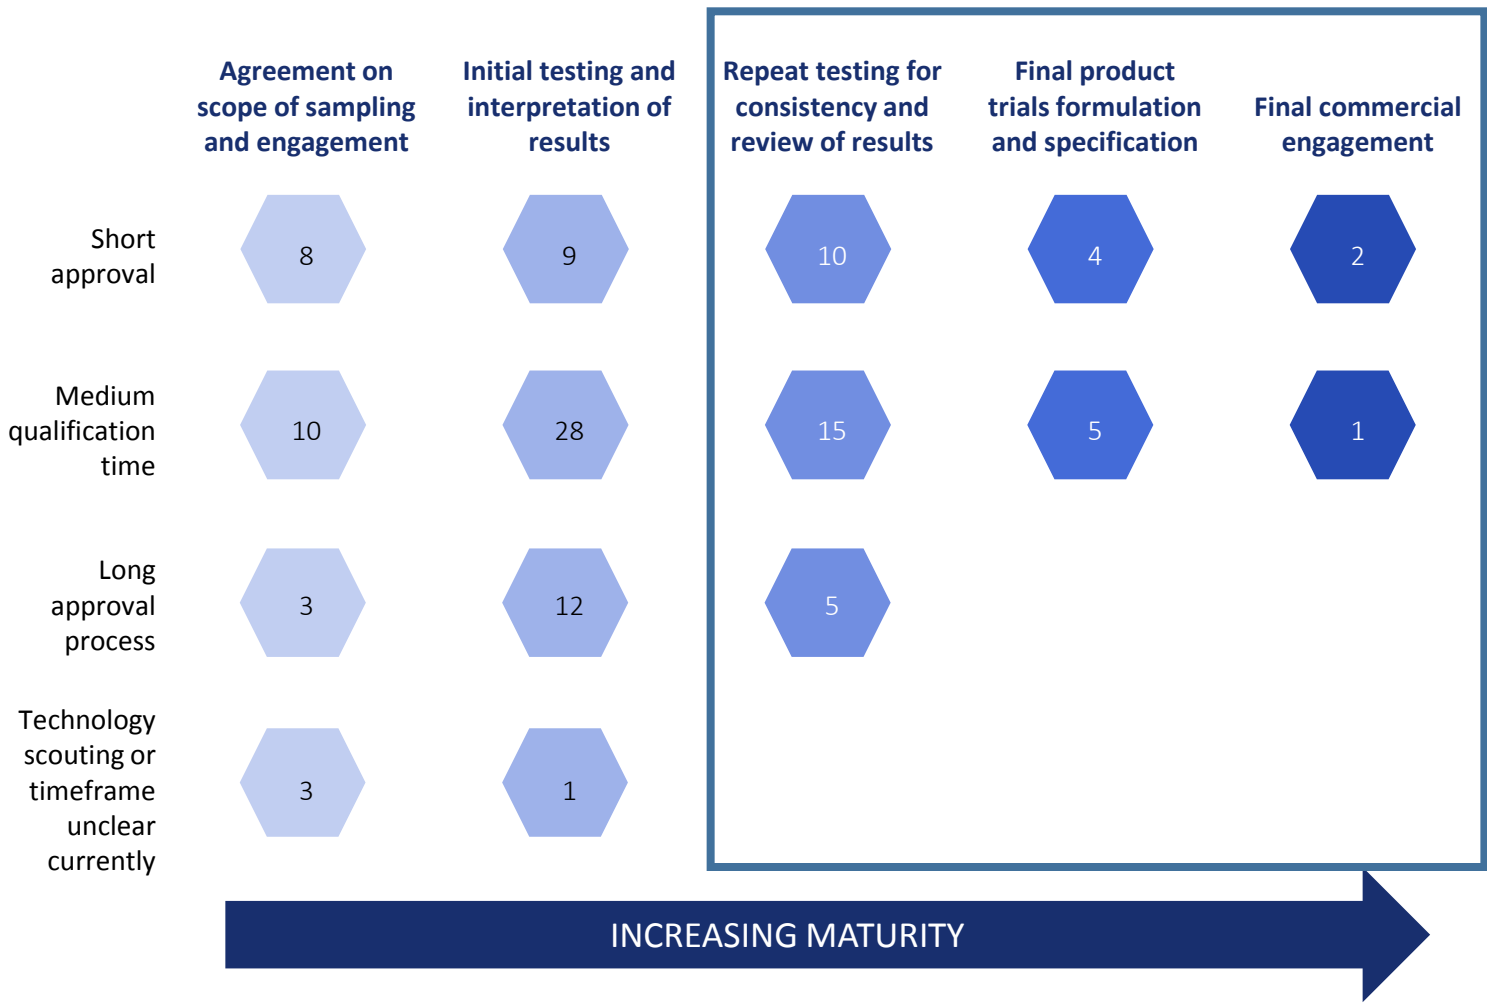 Agreement on
scope of sampling
and engagement
Initial testing and
interpretation of
results
Repeat testing for
consistency and
review of results
Final product
trials formulation
and specification
Final commercial
engagement
Short
approval
8
9
10
4
2
Medium
qualification
time
10
28
15
5
1
Long
approval
process
3
12
5
Technology
scouting or
timeframe
unclear
currently
3
1
INCREASING MATURITY